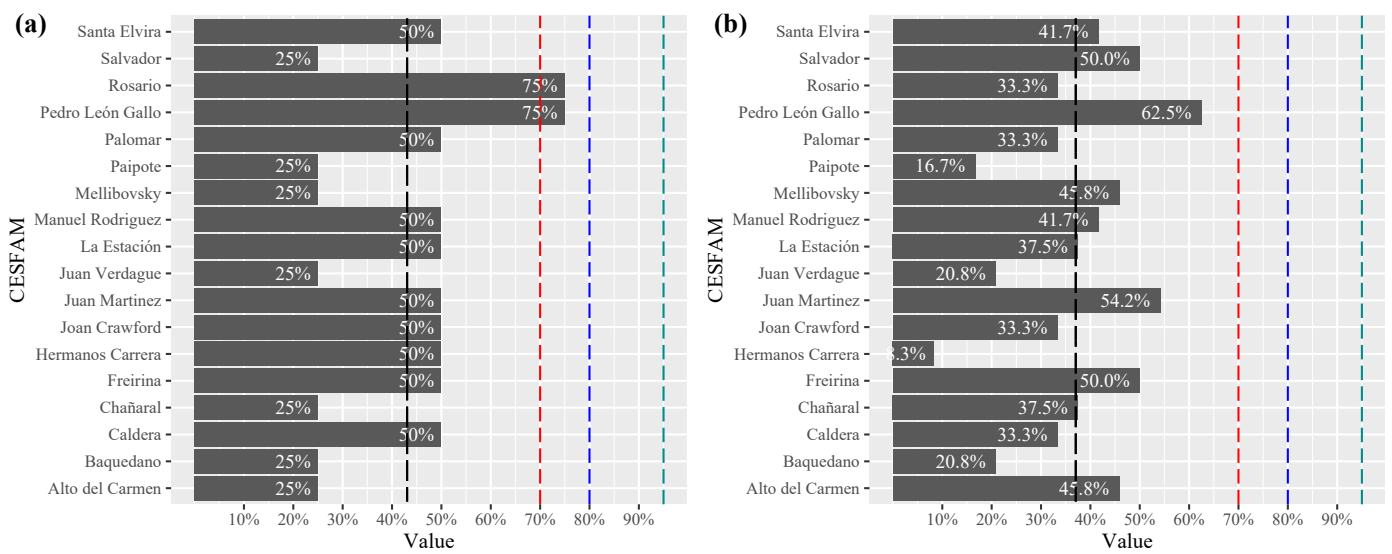 (a)
CESFAM
Santa Elvira 50%
Salvador 25%
Rosario 75%
Pedro León Gallo 75%
Palomar 50%
Paipote 25%
Mellibovsky 25%
Manuel Rodriguez 50%
La Estación 50%
Juan Verdague 25%
Juan Martinez 50%
Joan Crawford 50%
Hermanos Carrera 50%
Freirina 50%
Chañaral 25%
Caldera 50%
Baquedano 25%
Alto del Carmen 25%
10% 20% 30% 40% 50% 60% 70% 80% 90%
Value
(b)
CESFAM
Santa Elvira 41.7%
Salvador 50.0%
Rosario 33.3%
Pedro León Gallo 62.5%
Palomar 33.3%
Paipote 16.7%
Mellibovsky 45.8%
Manuel Rodriguez 41.7%
La Estación 37.5%
Juan Verdague 20.8%
Juan Martinez 54.2%
Joan Crawford 33.3%
Hermanos Carrera 8.3%
Freirina 50.0%
Chañaral 37.5%
Caldera 33.3%
Baquedano 20.8%
Alto del Carmen 45.8%
10% 20% 30% 40% 50% 60% 70% 80% 90%
Value